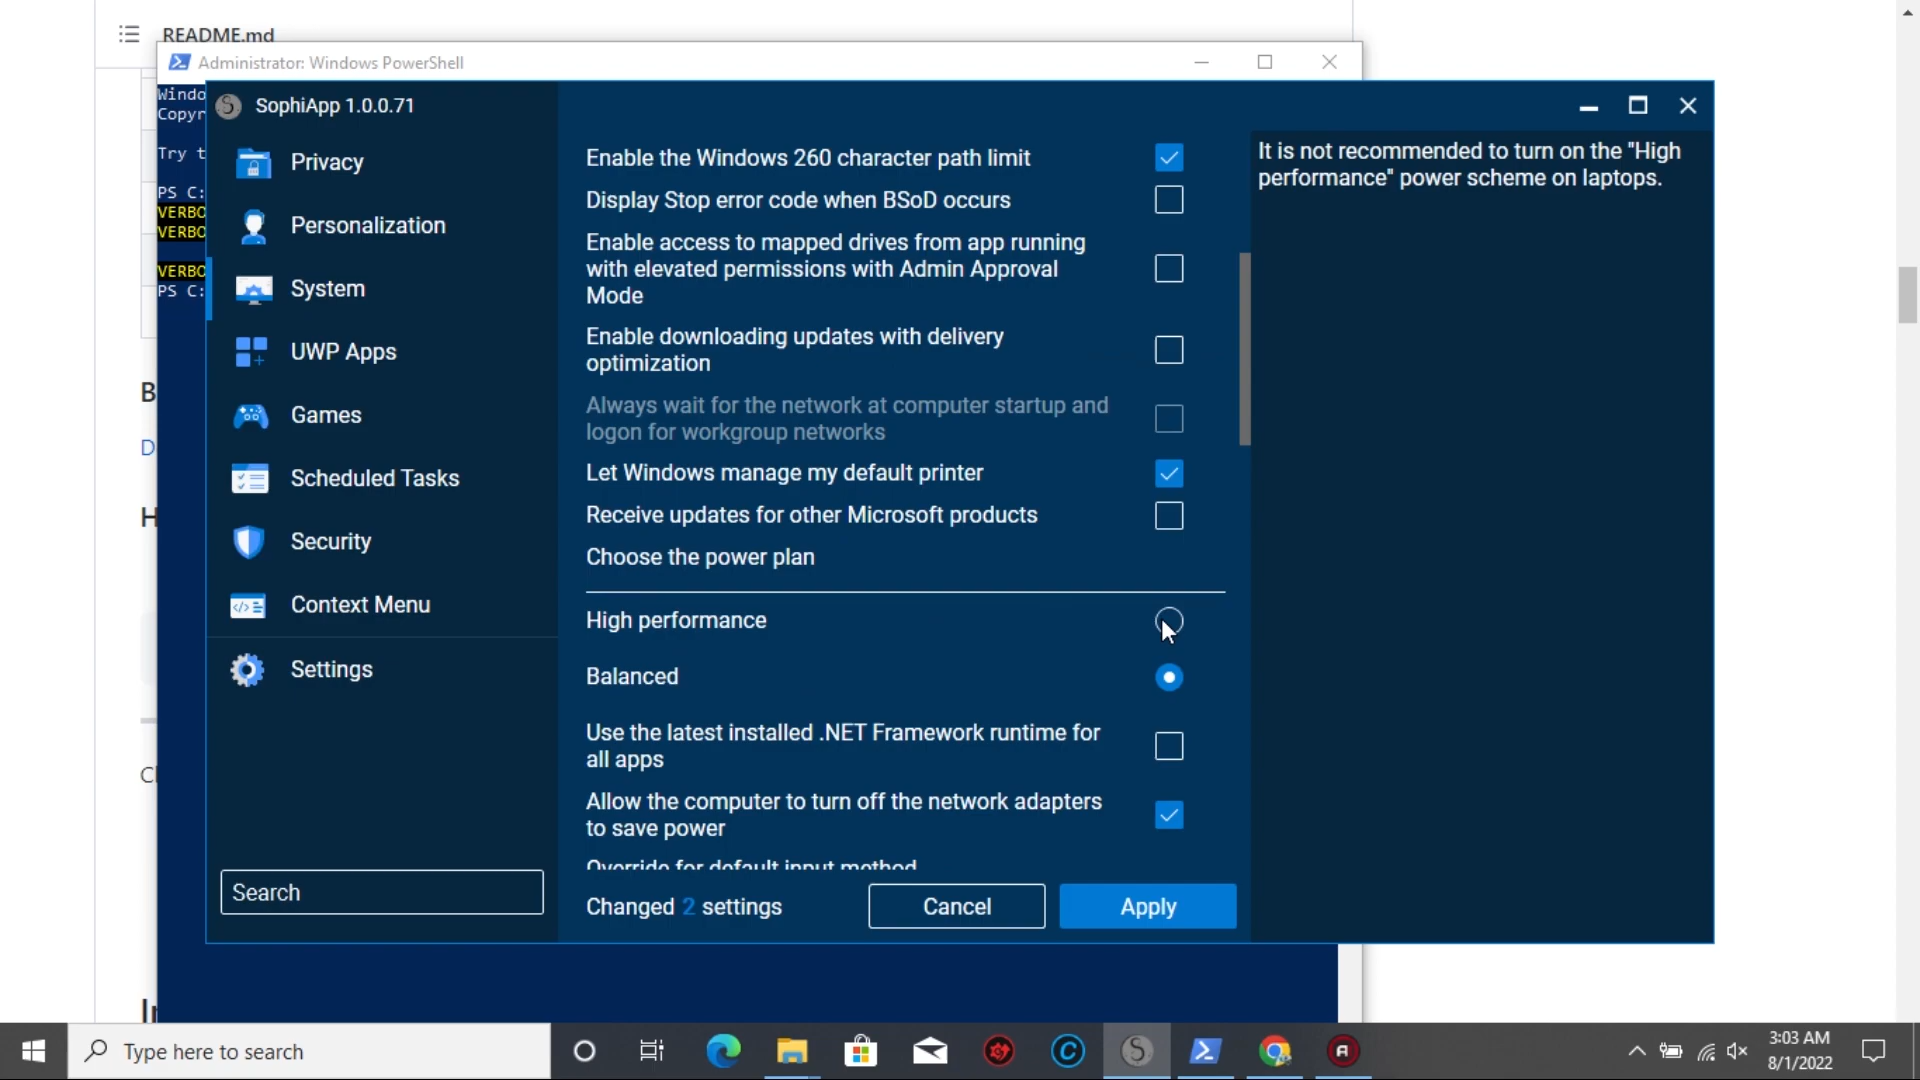 README.md
Administrator: Windows PowerShell
Windo
Copyr
Try t
PS C:
VERBO
VERBO
VERBO
PS C:
SophiApp 1.0.0.71
Privacy
Personalization
System
UWP Apps
Games
Scheduled Tasks
Security
Context Menu
Settings
Search
Enable the Windows 260 character path limit
Display Stop error code when BSoD occurs
Enable access to mapped drives from app running
with elevated permissions with Admin Approval
Mode
Enable downloading updates with delivery
optimization
Always wait for the network at computer startup and
logon for workgroup networks
Let Windows manage my default printer
Receive updates for other Microsoft products
Choose the power plan
High performance
Balanced
Use the latest installed .NET Framework runtime for
all apps
Allow the computer to turn off the network adapters
to save power
Override for default input method
Changed 2 settings
Cancel
Apply
It is not recommended to turn on the "High
performance" power scheme on laptops.
B
D
H
Cl
In
Type here to search
3:03 AM
8/1/2022